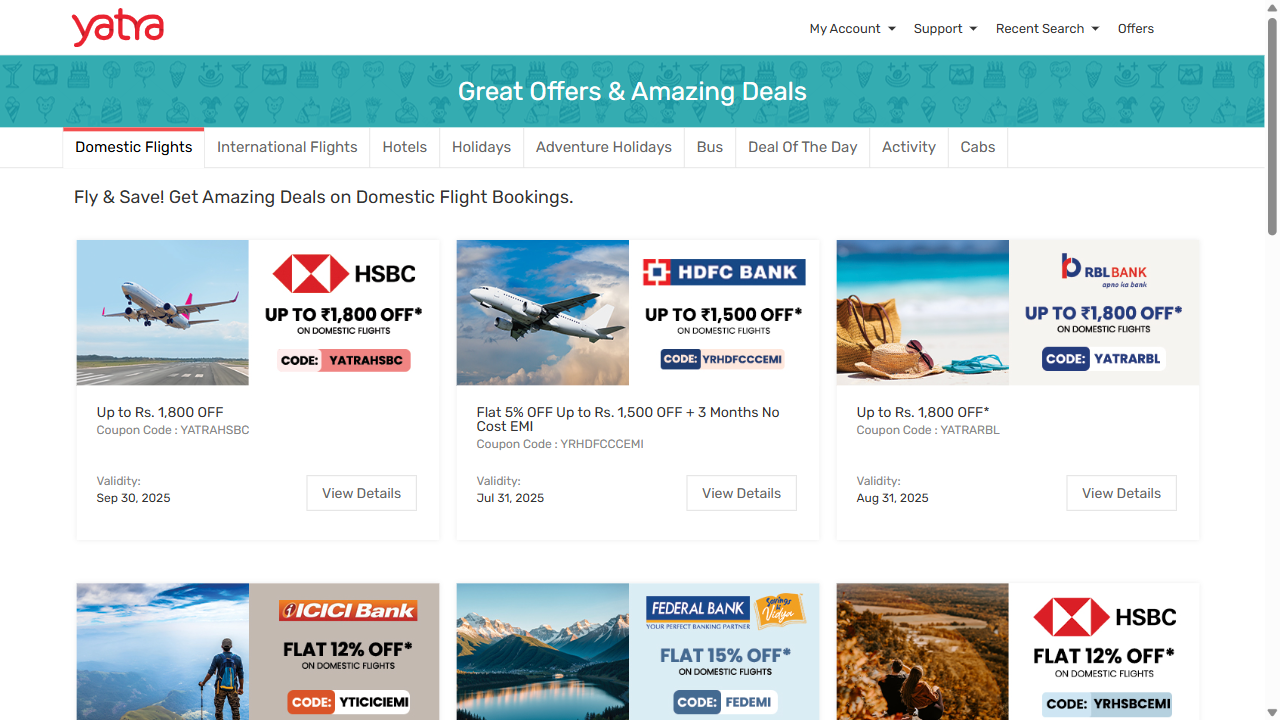 yatra
My Account
Support
Recent Search
Offers
Great Offers & Amazing Deals
Domestic Flights
International Flights
Hotels
Holidays
Adventure Holidays
Bus
Deal Of The Day
Activity
Cabs
Fly & Save! Get Amazing Deals on Domestic Flight Bookings.
HSBC
UP TO ₹1,800 OFF*
ON DOMESTIC FLIGHTS
CODE: YATRAHSBC
Up to Rs. 1,800 OFF
Coupon Code : YATRAHSBC
Validity:
Sep 30, 2025
View Details
HDFC BANK
UP TO ₹1,500 OFF*
ON DOMESTIC FLIGHTS
CODE: YRHDFCCCEMI
Flat 5% OFF Up to Rs. 1,500 OFF + 3 Months No
Cost EMI
Coupon Code : YRHDFCCCEMI
Validity:
Jul 31, 2025
View Details
RBL BANK
apno ka bank
UP TO ₹1,800 OFF*
ON DOMESTIC FLIGHTS
CODE: YATRARBL
Up to Rs. 1,800 OFF*
Coupon Code : YATRARBL
Validity:
Aug 31, 2025
View Details
ICICI Bank
FLAT 12% OFF*
ON DOMESTIC FLIGHTS
CODE: YTICICIEMI
FEDERAL BANK
YOUR PERFECT BANKING PARTNER
Savings ki Vidya
FLAT 15% OFF*
ON DOMESTIC FLIGHTS
CODE: FEDEMI
HSBC
FLAT 12% OFF*
ON DOMESTIC FLIGHTS
CODE: YRHSBCEMI